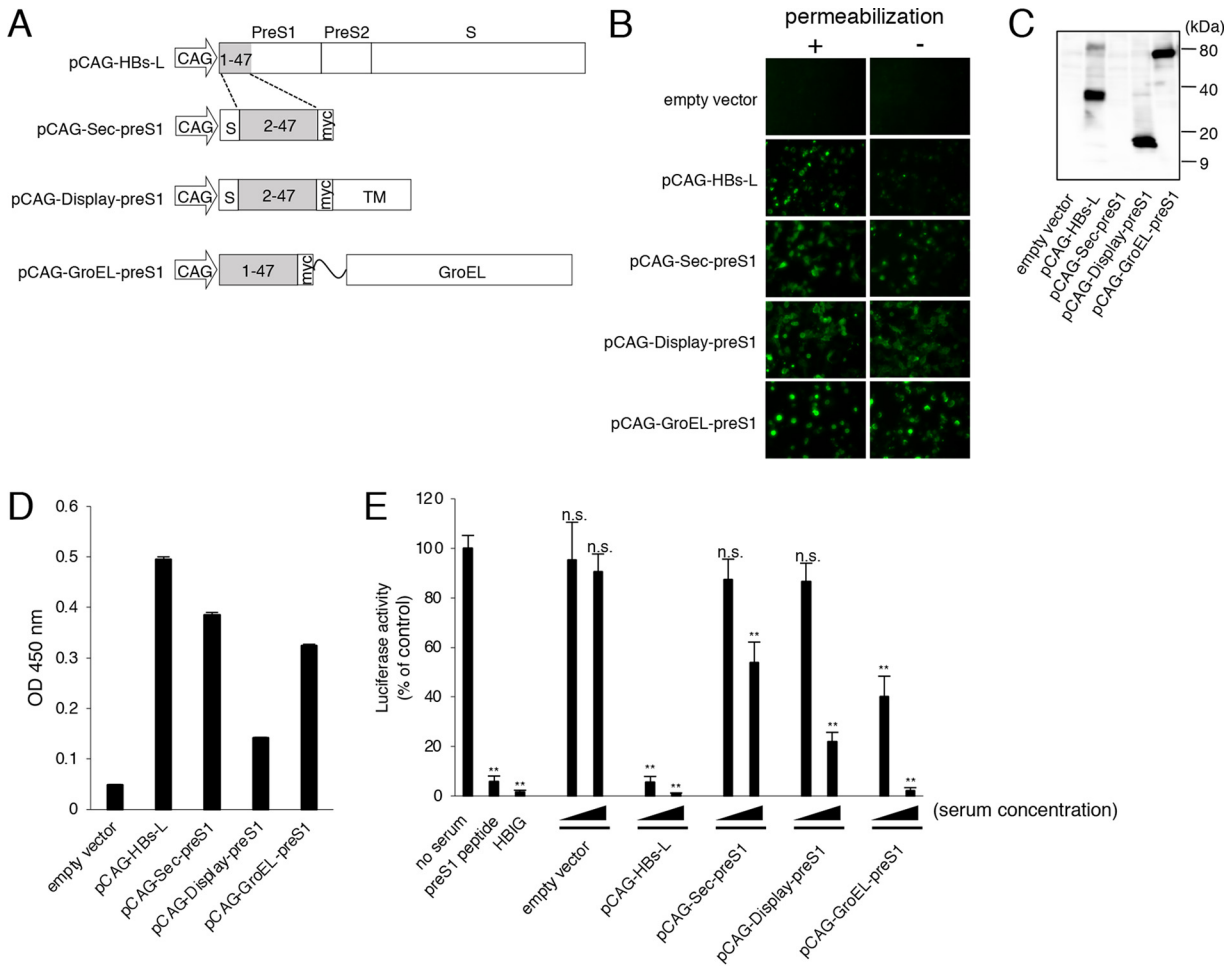 A
PreS1 PreS2 S
pCAG-HBs-L CAG 1-47
pCAG-Sec-preS1 CAG S 2-47 myc
pCAG-Display-preS1 CAG S 2-47 myc TM
pCAG-GroEL-preS1 CAG 1-47 myc GroEL
B
permeabilization
+ -
empty vector
pCAG-HBs-L
pCAG-Sec-preS1
pCAG-Display-preS1
pCAG-GroEL-preS1
C
(kDa)
80
40
20
9
empty vector
pCAG-HBs-L
pCAG-Sec-preS1
pCAG-Display-preS1
pCAG-GroEL-preS1
D
OD 450 nm
0.6
0.5
0.4
0.3
0.2
0.1
0
empty vector
pCAG-HBs-L
pCAG-Sec-preS1
pCAG-Display-preS1
pCAG-GroEL-preS1
E
Luciferase activity
(% of control)
120
100
80
60
40
20
0
** ** n.s. n.s. ** ** n.s. ** n.s. ** ** **
(serum concentration)
no serum
preS1 peptide
HBIG
empty vector
pCAG-HBs-L
pCAG-Sec-preS1
pCAG-Display-preS1
pCAG-GroEL-preS1